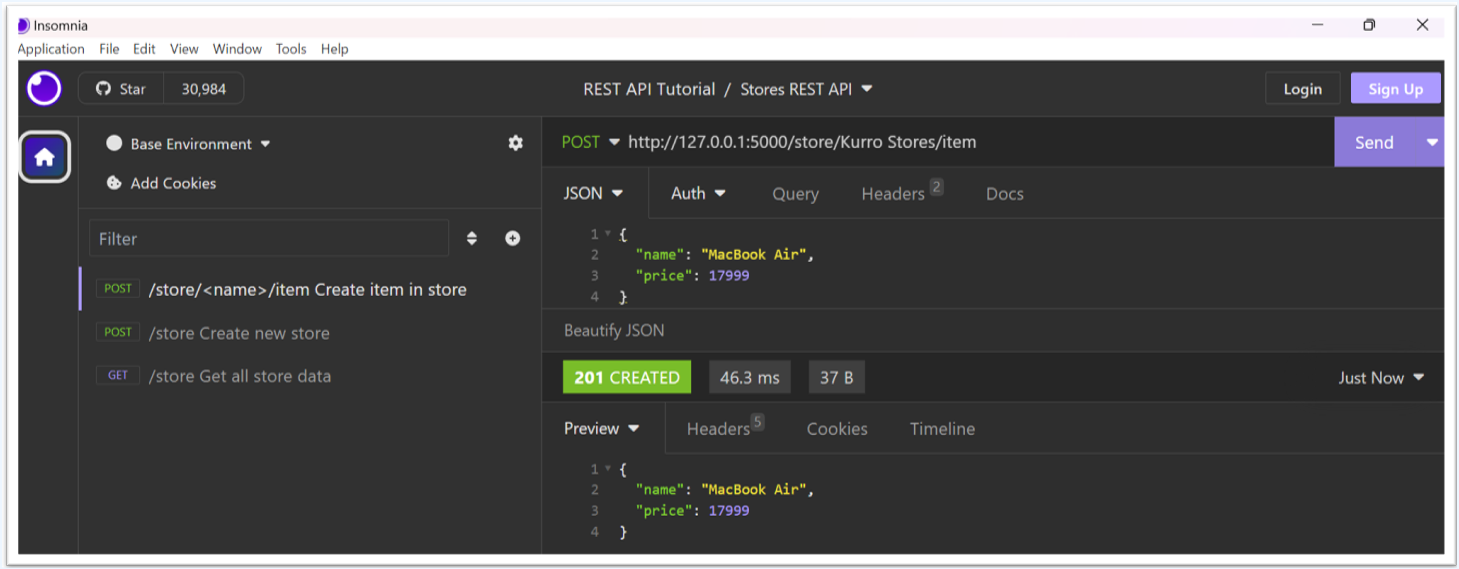 Insomnia
Application File Edit View Window Tools Help
Star 30,984 REST API Tutorial / Stores REST API Login Sign Up
Base Environment
Add Cookies
Filter
POST /store/<name>/item Create item in store
POST /store Create new store
GET /store Get all store data
POST http://127.0.0.1:5000/store/Kurro Stores/item Send
JSON Auth Query Headers 2 Docs
1 {
2 "name": "MacBook Air",
3 "price": 17999
4 }
Beautify JSON
201 CREATED 46.3 ms 37 B Just Now
Preview Headers 5 Cookies Timeline
1 {
2 "name": "MacBook Air",
3 "price": 17999
4 }